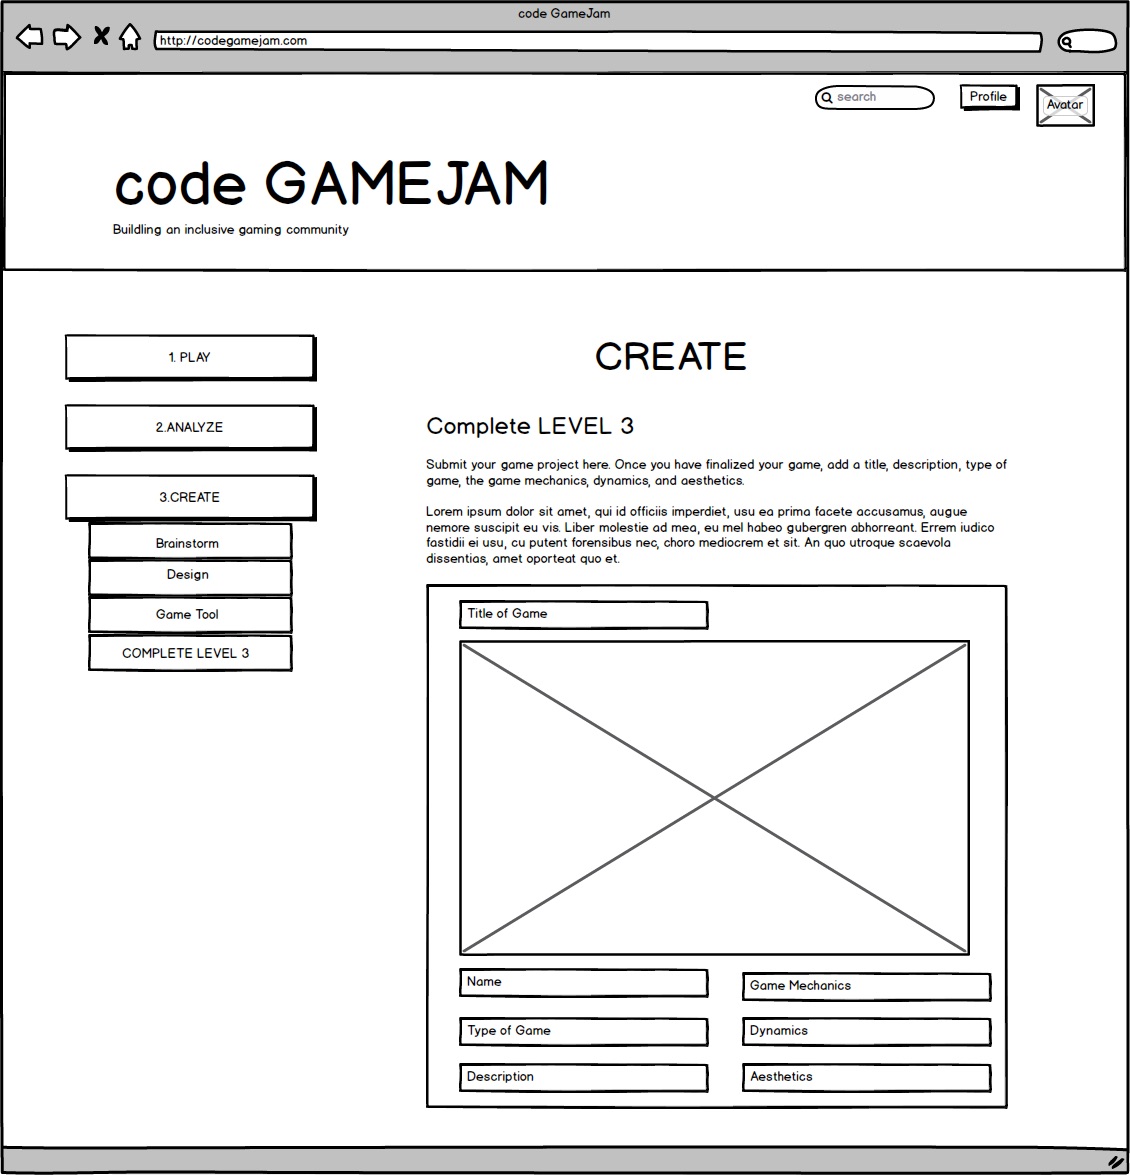 code GameJam
http://codegamejam.com
search
Profile
Avatar
code GAMEJAM
Buildling an inclusive gaming community
1. PLAY
2.ANALYZE
3.CREATE
Brainstorm
Design
Game Tool
COMPLETE LEVEL 3
CREATE
Complete LEVEL 3
Submit your game project here. Once you have finalized your game, add a title, description, type of
game, the game mechanics, dynamics, and aesthetics.
Lorem ipsum dolor sit amet, qui id officiis imperdiet, usu ea prima facete accusamus, augue
nemore suscipit eu vis. Liber molestie ad mea, eu mel habeo gubergren abhorreant. Errem iudico
fastidii ei usu, cu putent forensibus nec, choro mediocrem et sit. An quo utroque scaevola
dissentias, amet oporteat quo et.
Title of Game
Name
Game Mechanics
Type of Game
Dynamics
Description
Aesthetics